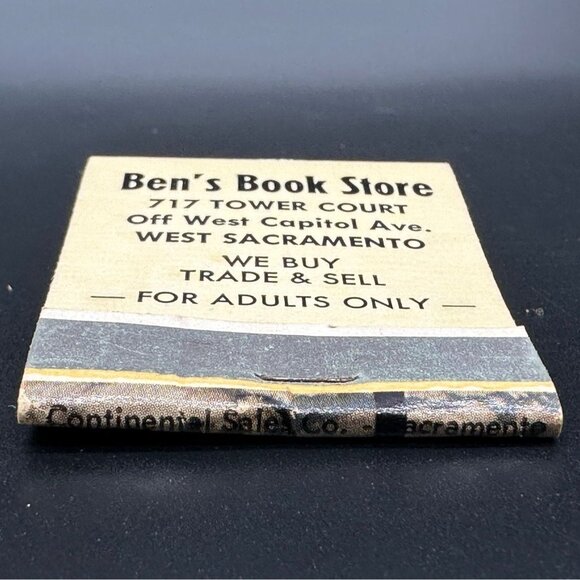 Ben's Book Store
717 TOWER COURT
Off West Capitol Ave.
WEST SACRAMENTO
WE BUY
TRADE & SELL
— FOR ADULTS ONLY —
Continental Sales Co. - Sacramento